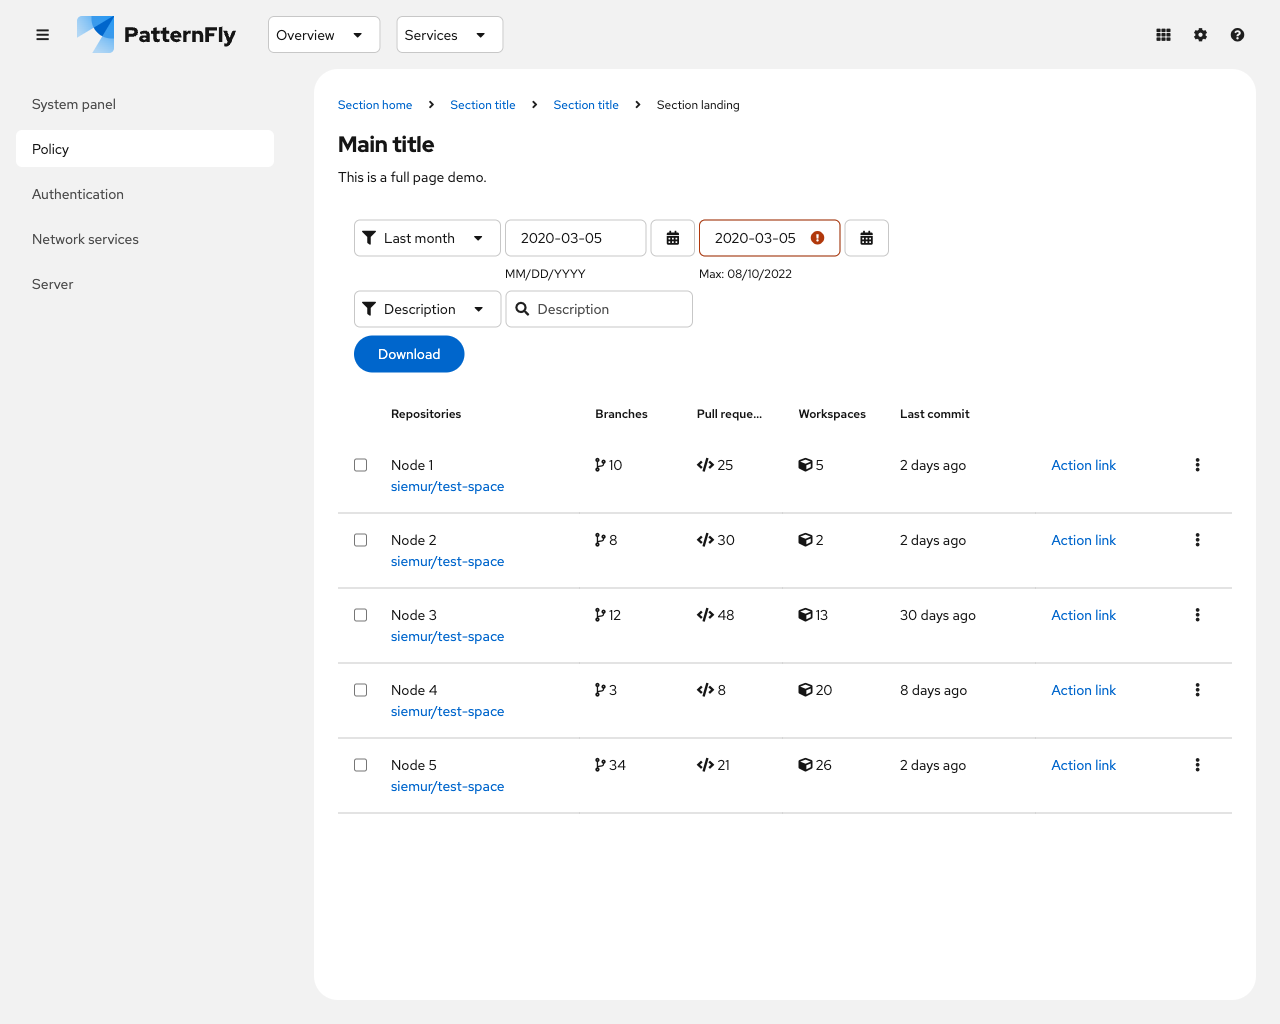 PatternFly
Overview
Services
System panel
Policy
Authentication
Network services
Server
Section home
Section title
Section title
Section landing
Main title
This is a full page demo.
Last month
2020-03-05
2020-03-05
MM/DD/YYYY
Max: 08/10/2022
Description
Description
Download
Repositories Branches Pull reque... Workspaces Last commit
Node 1 10 25 5 2 days ago Action link
siemur/test-space
Node 2 8 30 2 2 days ago Action link
siemur/test-space
Node 3 12 48 13 30 days ago Action link
siemur/test-space
Node 4 3 8 20 8 days ago Action link
siemur/test-space
Node 5 34 21 26 2 days ago Action link
siemur/test-space